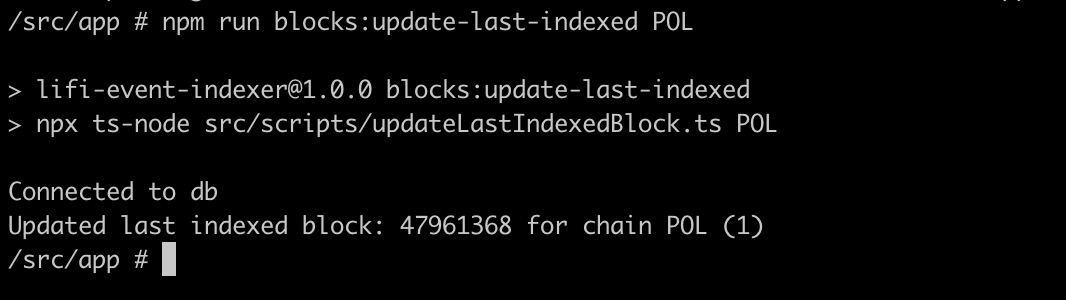 /src/app # npm run blocks:update-last-indexed POL
> lifi-event-indexer@1.0.0 blocks:update-last-indexed
> npx ts-node src/scripts/updateLastIndexedBlock.ts POL
Connected to db
Updated last indexed block: 47961368 for chain POL (1)
/src/app #